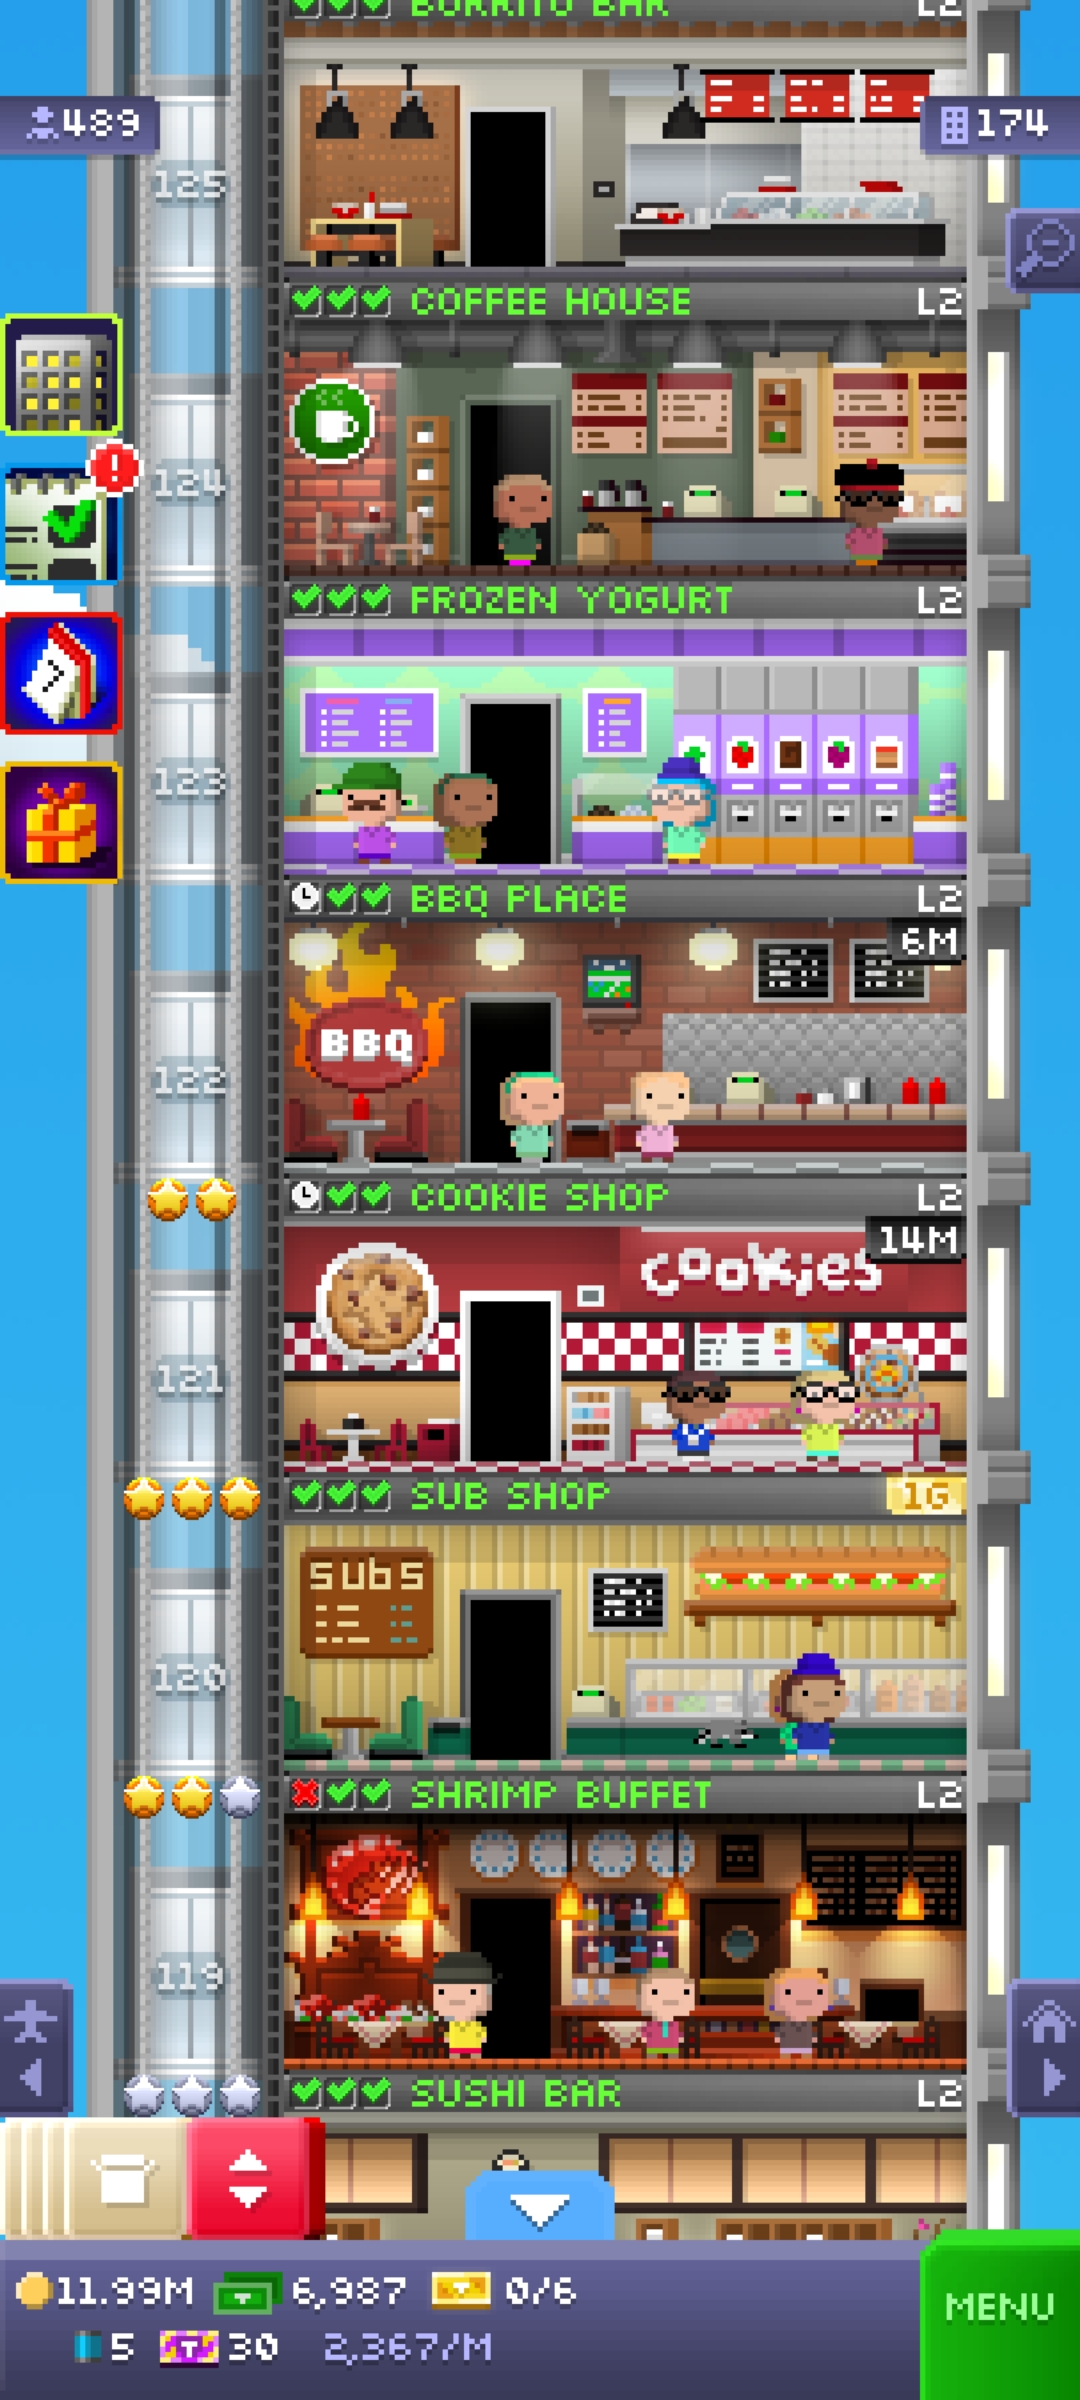 BURRITO BAR L2
489
174
125
COFFEE HOUSE L2
124
FROZEN YOGURT L2
123
BBQ PLACE L2
6M
BBQ
122
COOKIE SHOP L2
14M
cookies
121
SUB SHOP 1G
subs
120
SHRIMP BUFFET L2
119
SUSHI BAR L2
11.99M 6,987 0/6
5 T 30 2,367/M
MENU